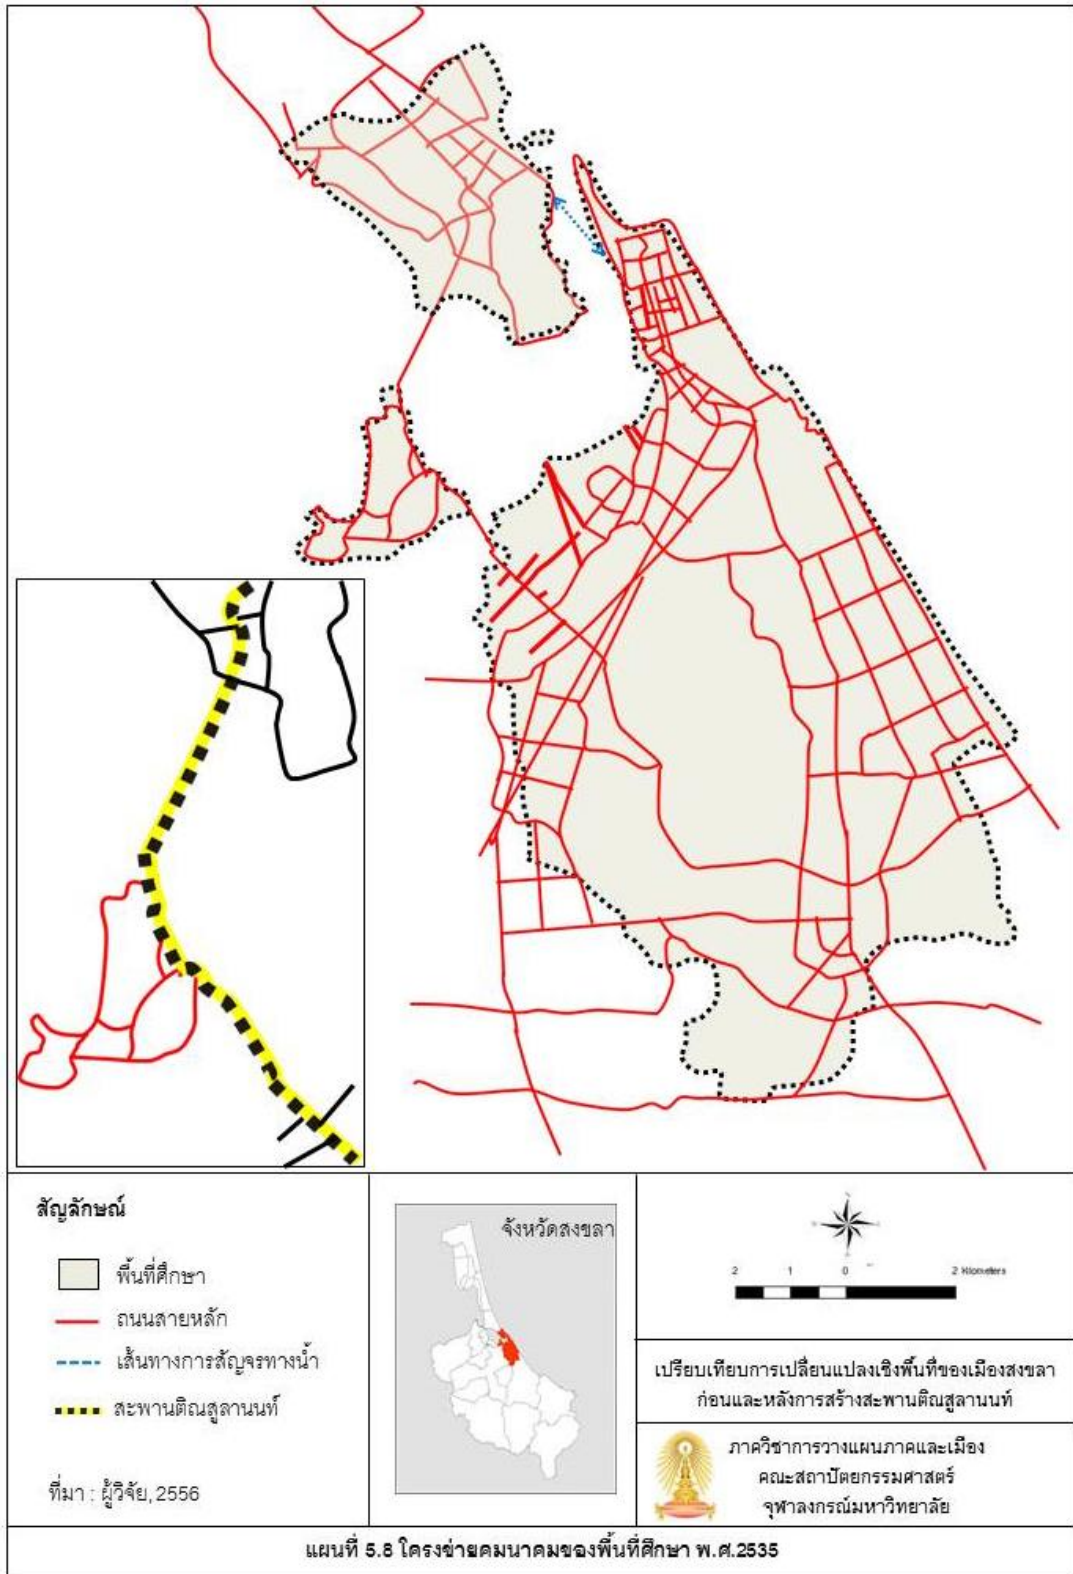 สัญลักษณ์
พื้นที่ศึกษา
ถนนสายหลัก
เส้นทางการสัญจรทางน้ำ
สะพานติณสูลานนท์
ที่มา : ผู้วิจัย, 2556
จังหวัดสงขลา
2 1 0 2 Kilometers
เปรียบเทียบการเปลี่ยนแปลงเชิงพื้นที่ของเมืองสงขลา
ก่อนและหลังการสร้างสะพานติณสูลานนท์
ภาควิชาการวางแผนภาคและเมือง
คณะสถาปัตยกรรมศาสตร์
จุฬาลงกรณ์มหาวิทยาลัย
แผนที่ 5.8 โครงข่ายคมนาคมของพื้นที่ศึกษา พ.ศ.2535